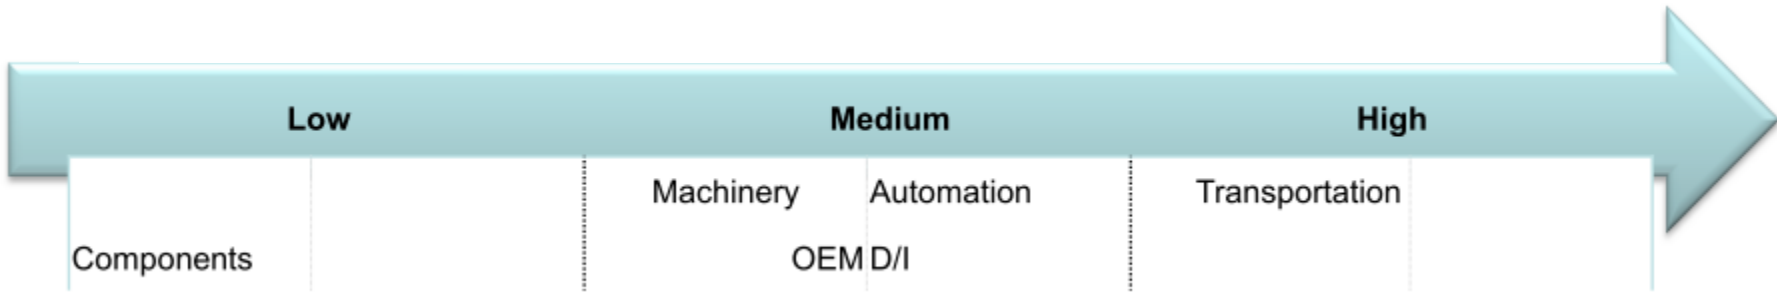 Low Medium High
Machinery Automation Transportation
Components OEM D/I